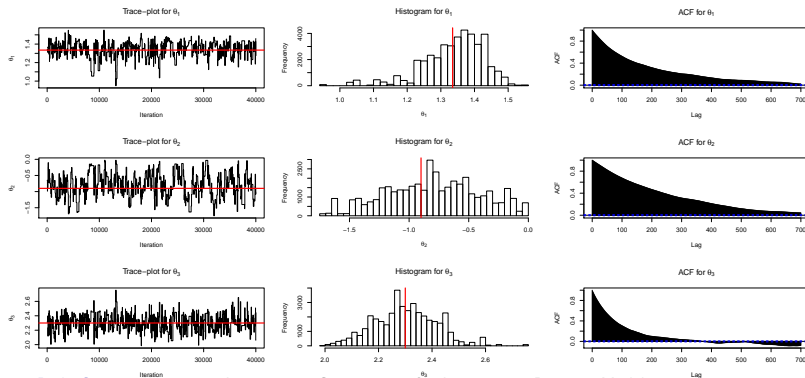 Trace-plot for θ1
Histogram for θ1
ACF for θ1
θ1
1.0 1.2 1.4
0 10000 20000 30000 40000
Iteration
Frequency
0 2000 4000
1.0 1.1 1.2 1.3 1.4 1.5
θ1
ACF
0.0 0.4 0.8
0 100 200 300 400 500 600 700
Lag
Trace-plot for θ2
Histogram for θ2
ACF for θ2
θ2
−1.5 −0.5 0.0
0 10000 20000 30000 40000
Iteration
Frequency
0 1000 2500
−1.5 −1.0 −0.5 0.0
θ2
ACF
0.0 0.4 0.8
0 100 200 300 400 500 600 700
Lag
Trace-plot for θ3
Histogram for θ3
ACF for θ3
θ3
2.0 2.2 2.4 2.6
0 10000 20000 30000 40000
Iteration
Frequency
0 1000 3000
2.0 2.2 2.4 2.6
θ3
ACF
0.0 0.4 0.8
0 100 200 300 400 500 600 700
Lag